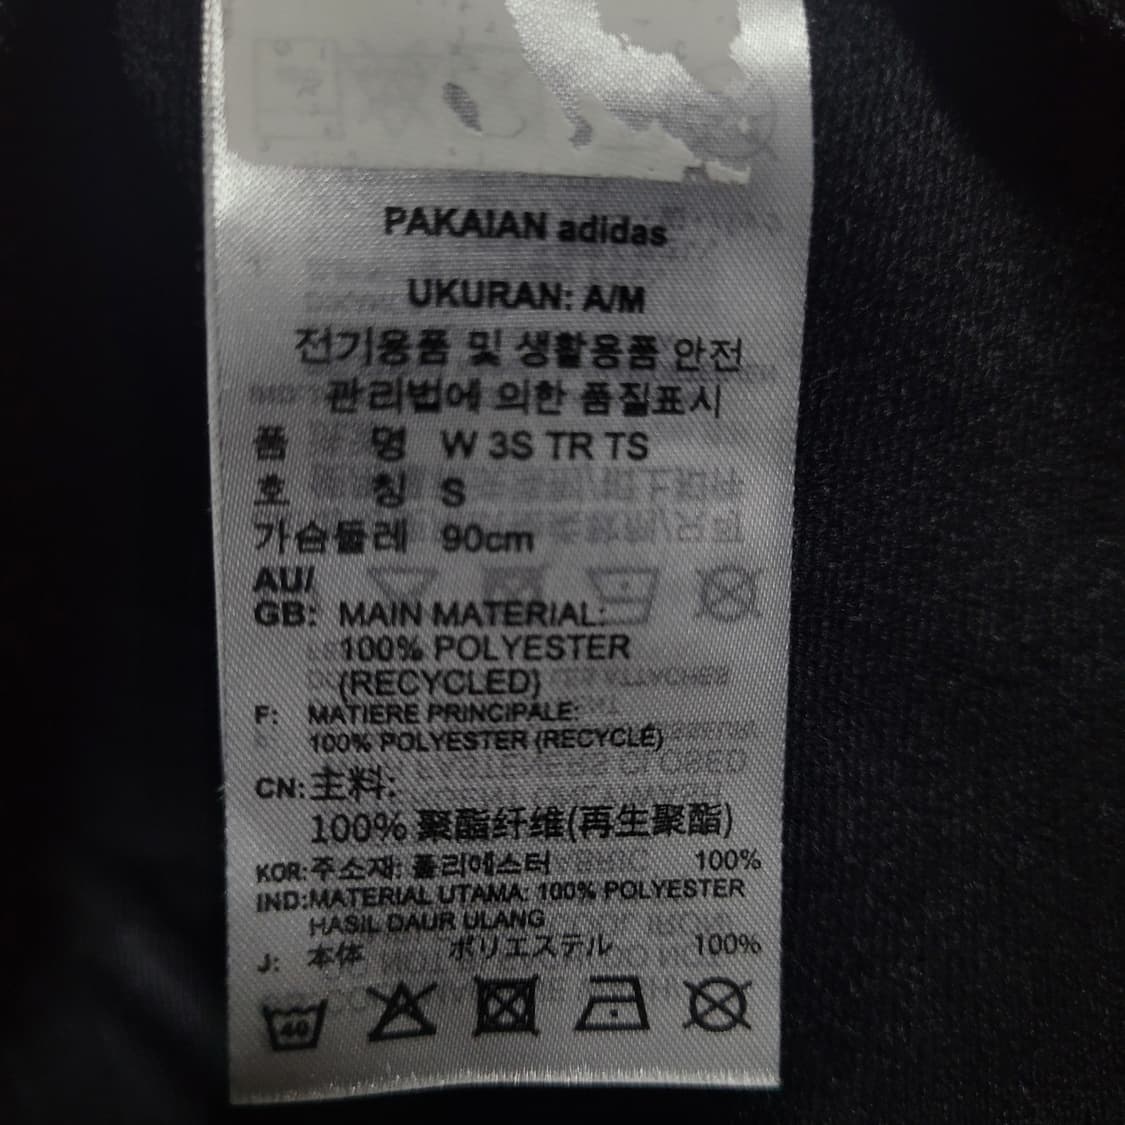 PAKAIAN adidas
UKURAN: A/M
전기용품 및 생활용품 안전
관리법에 의한 품질표시
품 명 W 3S TR TS
호 칭 S
가슴둘레 90cm
AU/
GB: MAIN MATERIAL:
100% POLYESTER
(RECYCLED)
F: MATIERE PRINCIPALE:
100% POLYESTER (RECYCLÉ)
CN:主料:
100% 聚酯纤维(再生聚酯)
KOR:주소재: 폴리에스터 100%
IND:MATERIAL UTAMA: 100% POLYESTER
HASIL DAUR ULANG
J: 本体 ポリエステル 100%
40